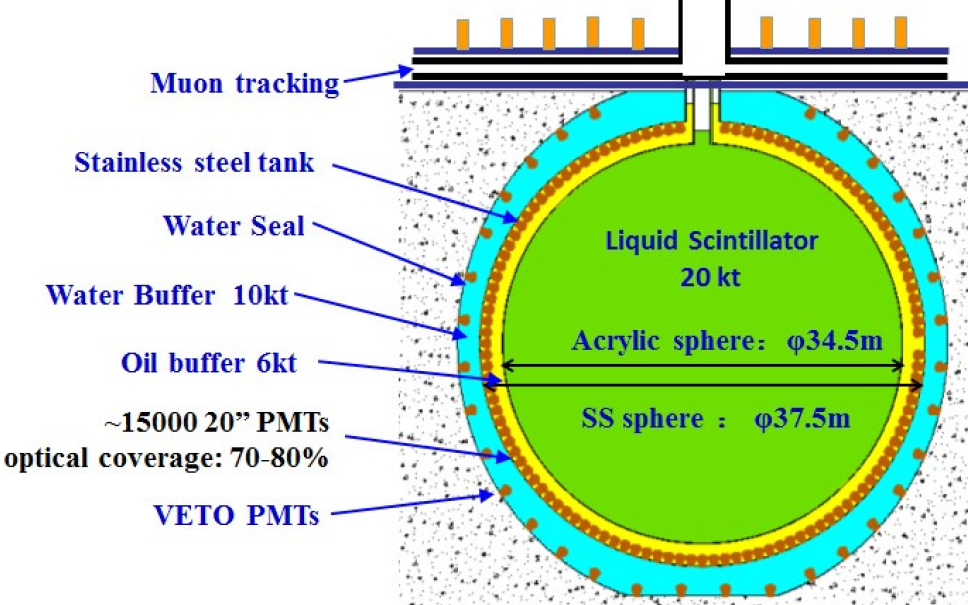 Muon tracking
Stainless steel tank
Water Seal
Liquid Scintillator
20 kt
Water Buffer 10kt
Acrylic sphere：φ34.5m
Oil buffer 6kt
SS sphere ： φ37.5m
~15000 20” PMTs
optical coverage: 70-80%
VETO PMTs